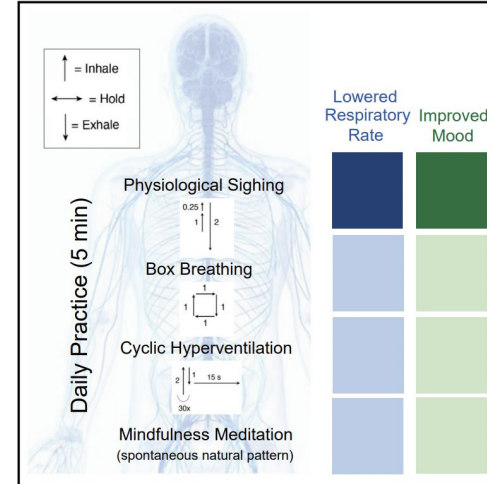 = Inhale
= Hold
= Exhale
Lowered
Respiratory
Rate
Improved
Mood
Daily Practice (5 min)
Physiological Sighing
0.25
1
2
Box Breathing
1
1
1
1
Cyclic Hyperventilation
2
1
15 s
30x
Mindfulness Meditation
(spontaneous natural pattern)